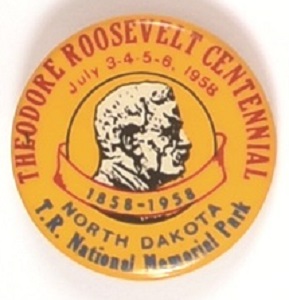 THEODORE ROOSEVELT CENTENNIAL
July 3-4-5-6, 1958
1858-1958
NORTH DAKOTA
T.R. National Memorial Park